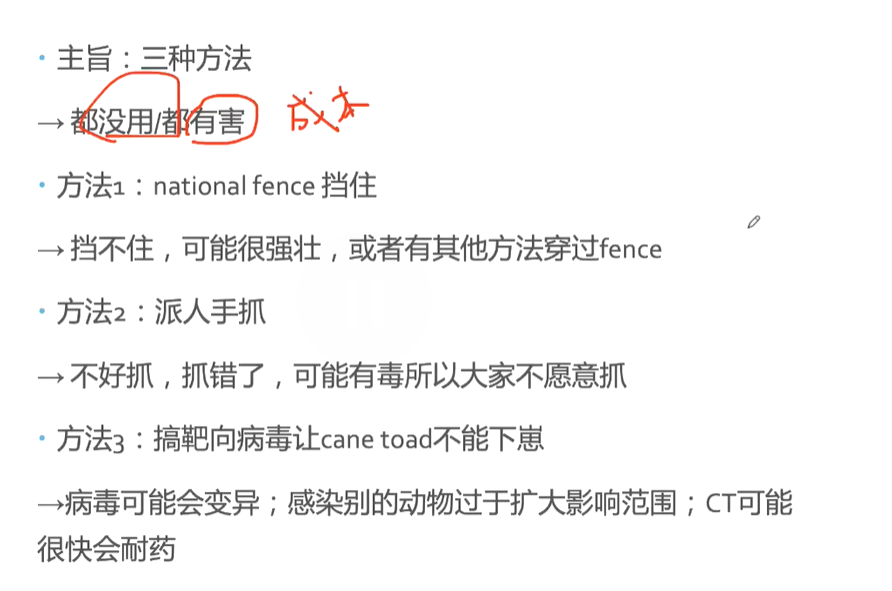 • 主旨：三种方法
→ 都没用/都有害 成本
• 方法1：national fence 挡住
→ 挡不住，可能很强壮，或者有其他方法穿过fence
• 方法2：派人手抓
→ 不好抓，抓错了，可能有毒所以大家不愿意抓
• 方法3：搞靶向病毒让cane toad不能下崽
→病毒可能会变异；感染别的动物过于扩大影响范围；CT可能
很快会耐药